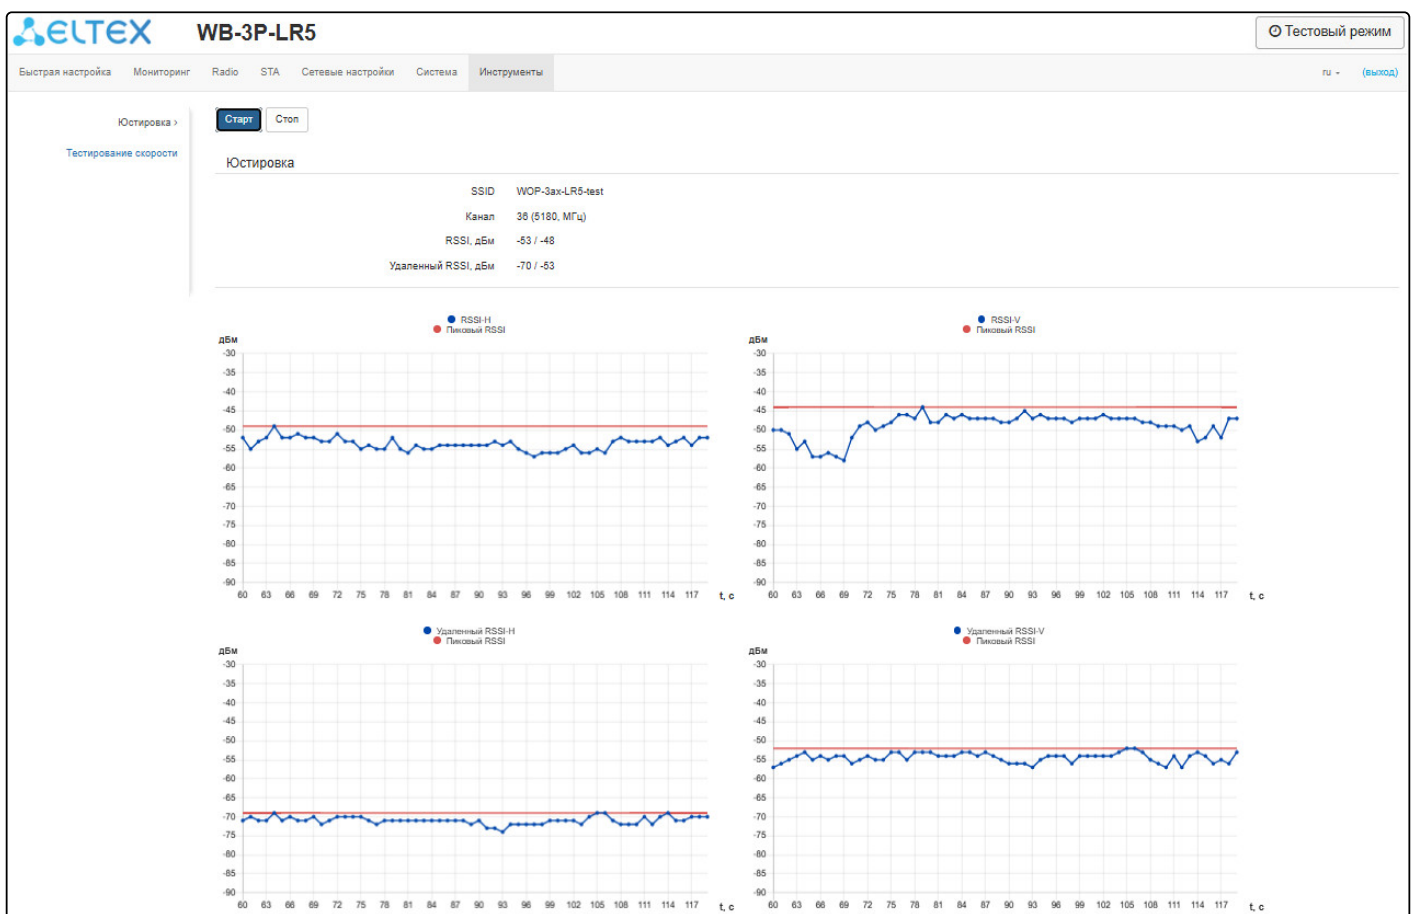 ELTEX WB-3P-LR5 Тестовый режим
Быстрая настройка Мониторинг Radio STA Сетевые настройки Система Инструменты ru (выход)
Юстировка › Старт Стоп
Тестирование скорости
Юстировка
SSID WOP-3ax-LR5-test
Канал 36 (5180, МГц)
RSSI, дБм -53 / -48
Удаленный RSSI, дБм -70 / -53
RSSI-H
Пиковый RSSI
дБм
-30
-35
-40
-45
-50
-55
-60
-65
-70
-75
-80
-85
-90
60 63 66 69 72 75 78 81 84 87 90 93 96 99 102 105 108 111 114 117 t, c
RSSI-V
Пиковый RSSI
дБм
-30
-35
-40
-45
-50
-55
-60
-65
-70
-75
-80
-85
-90
60 63 66 69 72 75 78 81 84 87 90 93 96 99 102 105 108 111 114 117 t, c
Удаленный RSSI-H
Пиковый RSSI
дБм
-30
-35
-40
-45
-50
-55
-60
-65
-70
-75
-80
-85
-90
60 63 66 69 72 75 78 81 84 87 90 93 96 99 102 105 108 111 114 117 t, c
Удаленный RSSI-V
Пиковый RSSI
дБм
-30
-35
-40
-45
-50
-55
-60
-65
-70
-75
-80
-85
-90
60 63 66 69 72 75 78 81 84 87 90 93 96 99 102 105 108 111 114 117 t, c